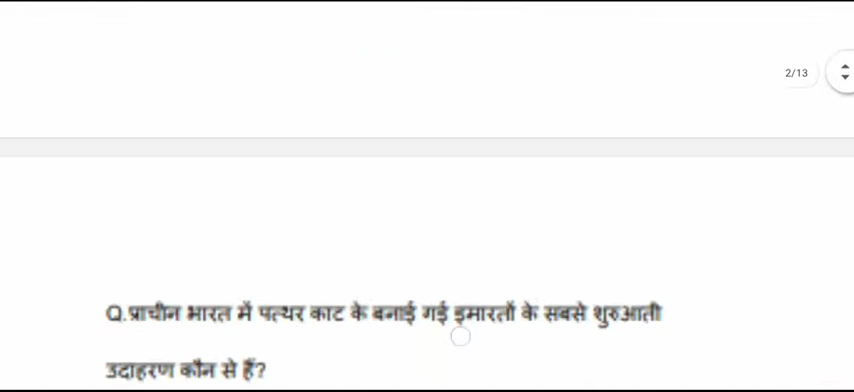 2/13
Q.प्राचीन भारत में पत्थर काट के बनाई गई इमारतों के सबसे शुरुआती
उदाहरण कौन से हैं?